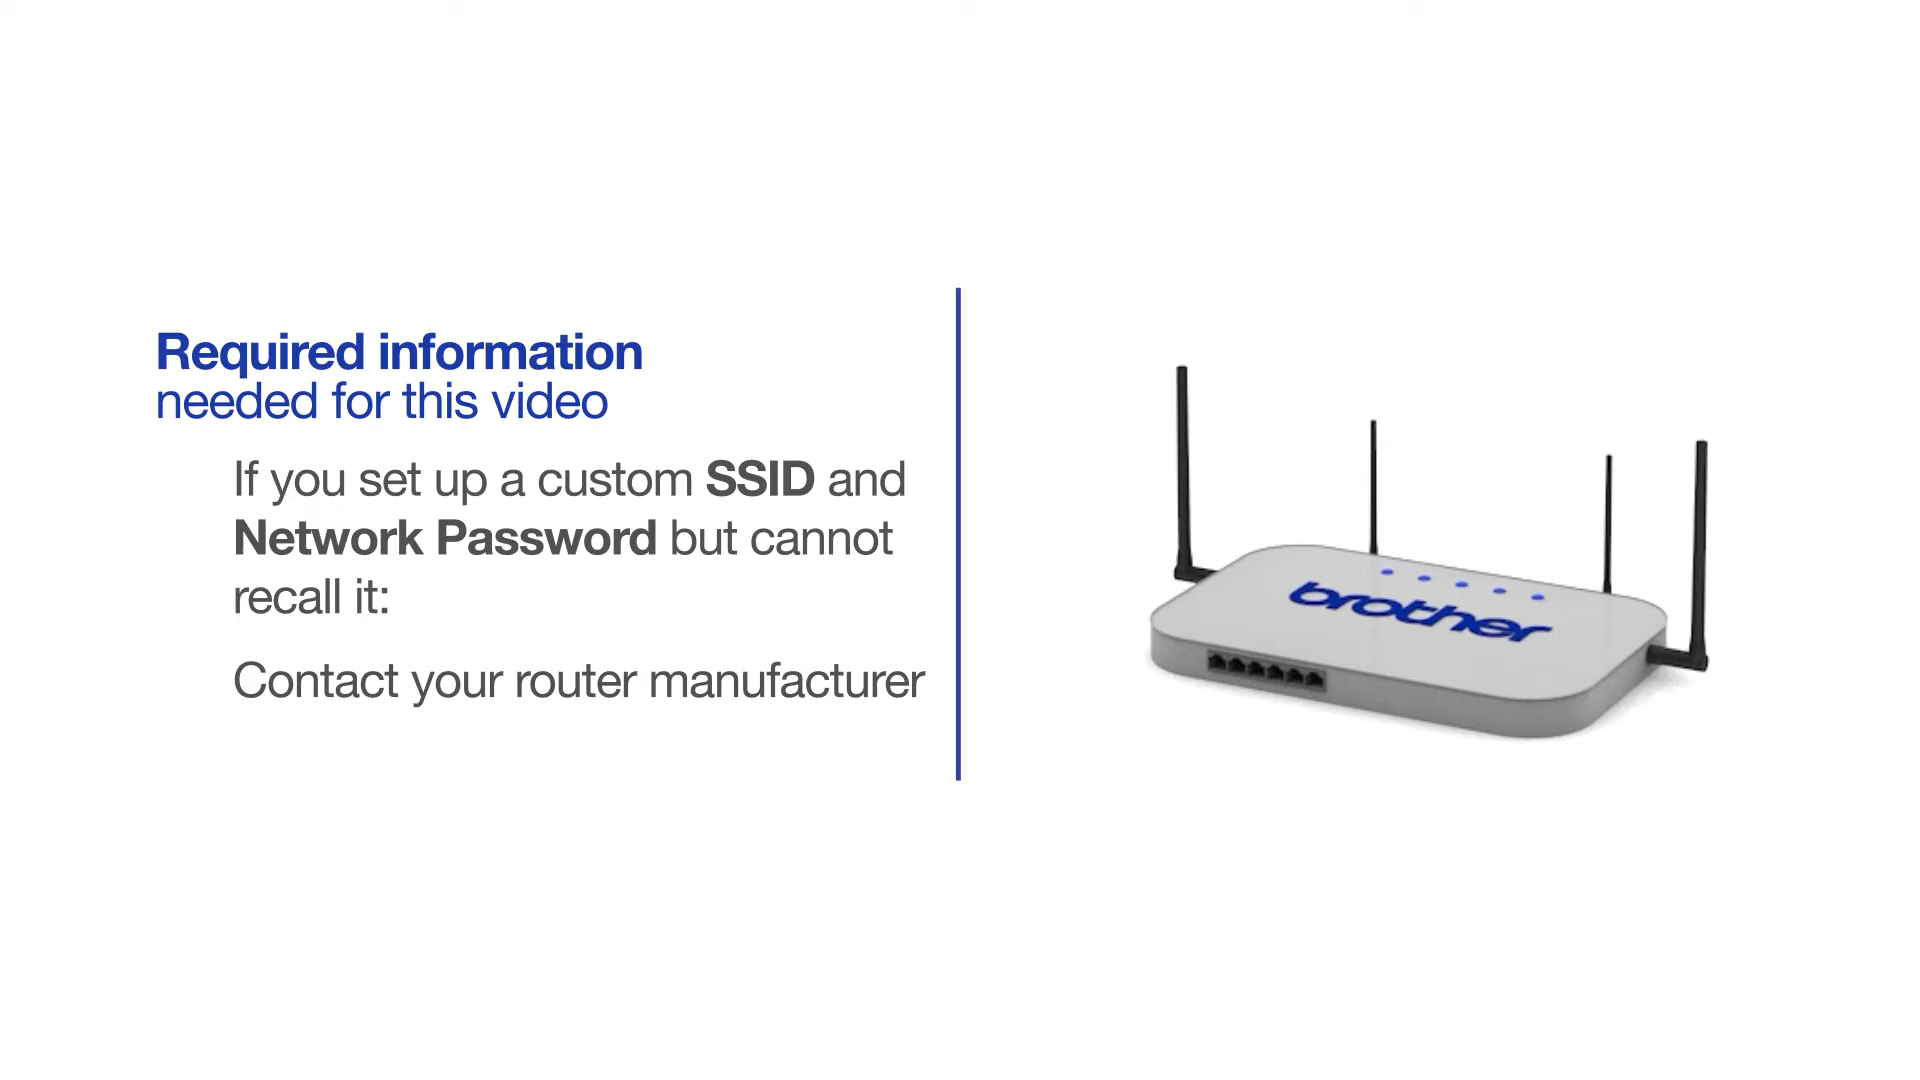 Required information
needed for this video
If you set up a custom SSID and
Network Password but cannot
recall it:
Contact your router manufacturer
brother